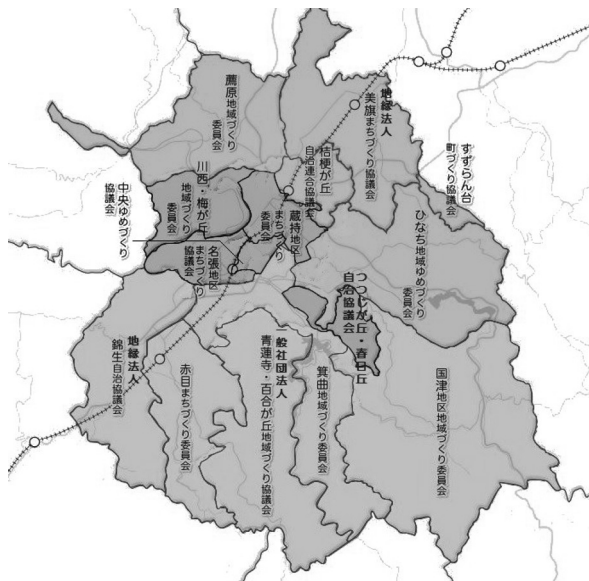 薦原地域づくり
委員会
地縁法人
美旗まちづくり協議会
桔梗が丘
自治連合協議会
すずらん台
町づくり協議会
川西・梅が丘
地域づくり
委員会
中央ゆめづくり
協議会
蔵持地区
まちづくり
委員会
名張地区
まちづくり
協議会
ひなち地域ゆめづくり
委員会
つつじが丘・春日丘
自治協議会
地縁法人
錦生自治協議会
赤目まちづくり委員会
一般社団法人
青蓮寺・百合が丘地域づくり協議会
箕曲地域づくり委員会
国津地区地域づくり委員会